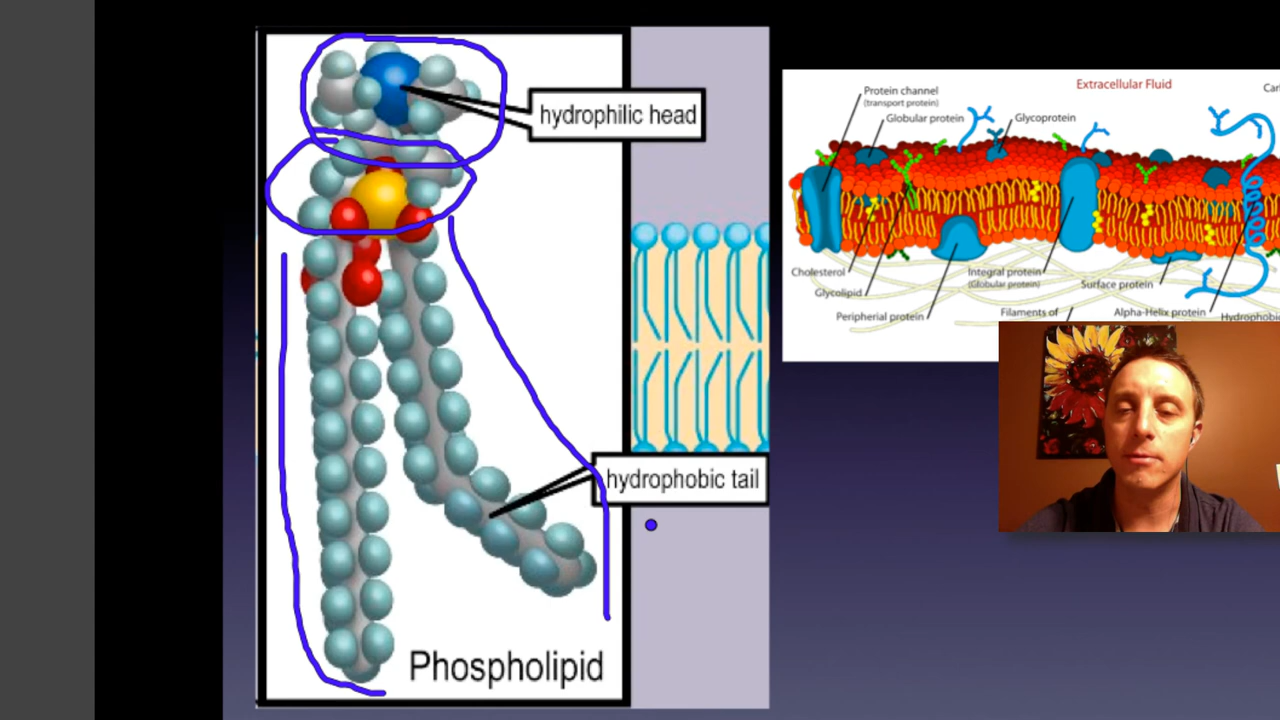 hydrophilic head
hydrophobic tail
Phospholipid
Extracellular Fluid
Protein channel
(transport protein)
Globular protein
Glycoprotein
Cholesterol
Glycolipid
Peripherial protein
Integral protein
(Globular protein)
Surface protein
Filaments of
Alpha-Helix protein